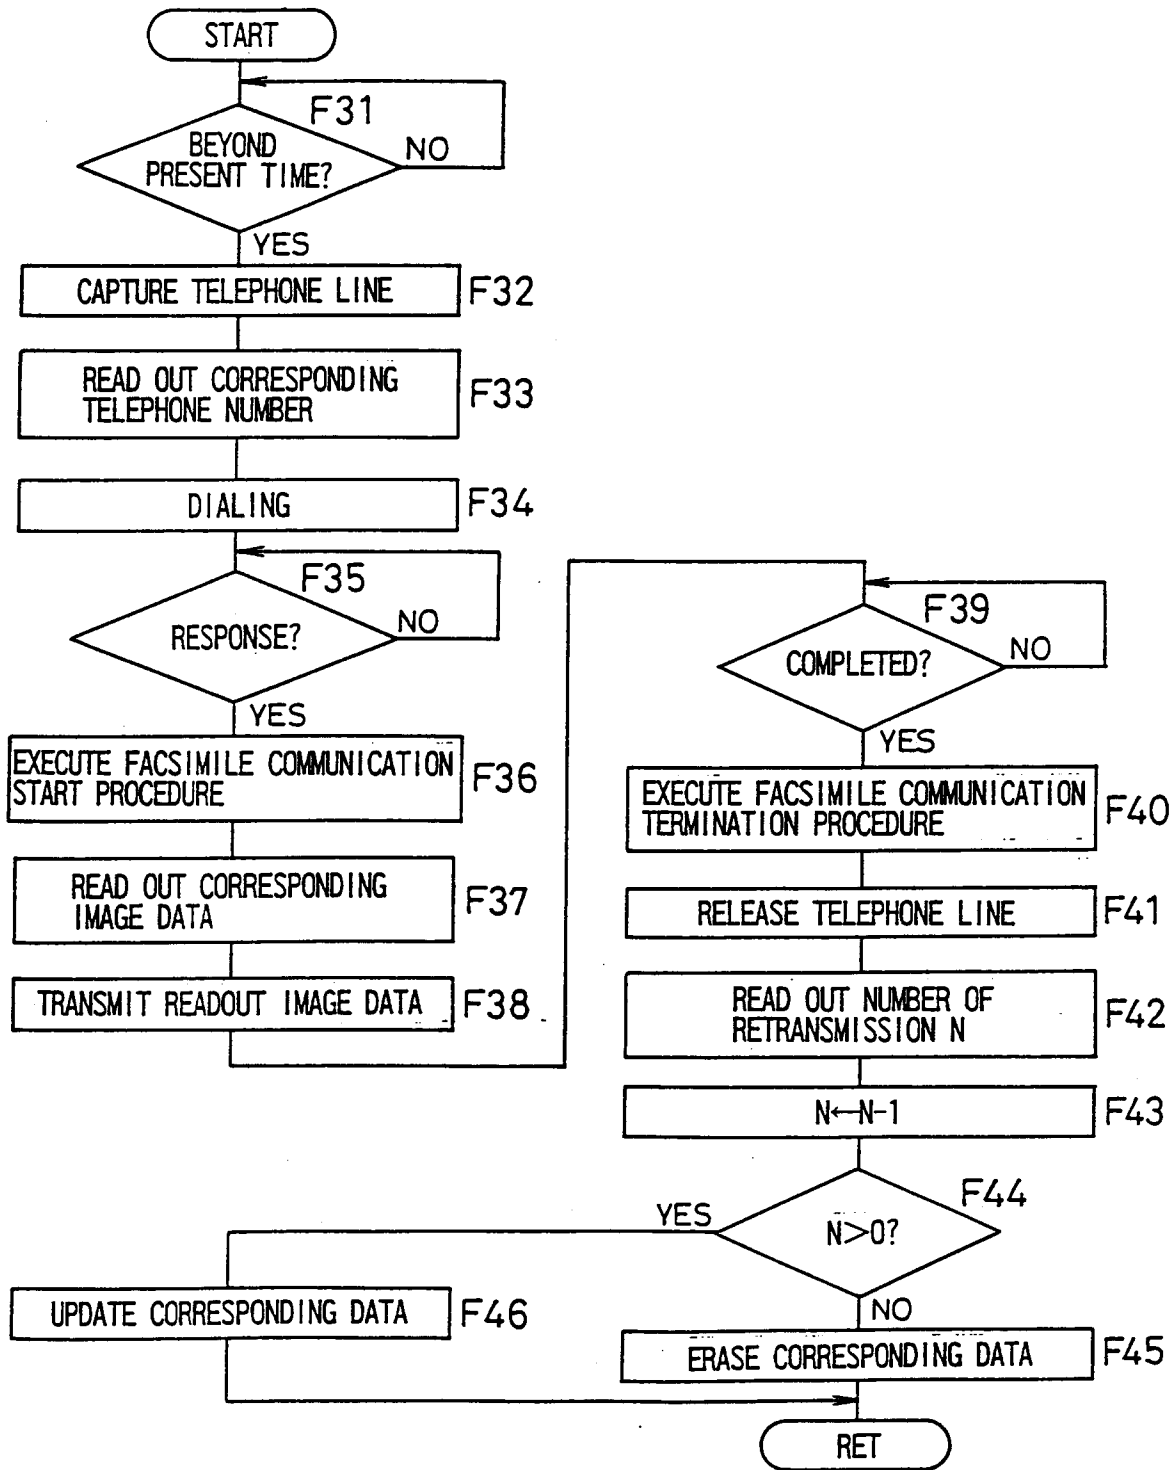 START
F31
BEYOND
PRESENT TIME?
NO
YES
CAPTURE TELEPHONE LINE
F32
READ OUT CORRESPONDING
TELEPHONE NUMBER
F33
DIALING
F34
F35
RESPONSE?
NO
YES
EXECUTE FACSIMILE COMMUNICATION
START PROCEDURE
F36
READ OUT CORRESPONDING
IMAGE DATA
F37
TRANSMIT READOUT IMAGE DATA
F38
F39
COMPLETED?
NO
YES
EXECUTE FACSIMILE COMMUNICATION
TERMINATION PROCEDURE
F40
RELEASE TELEPHONE LINE
F41
READ OUT NUMBER OF
RETRANSMISSION N
F42
N←N-1
F43
F44
N>0?
YES
NO
UPDATE CORRESPONDING DATA
F46
ERASE CORRESPONDING DATA
F45
RET